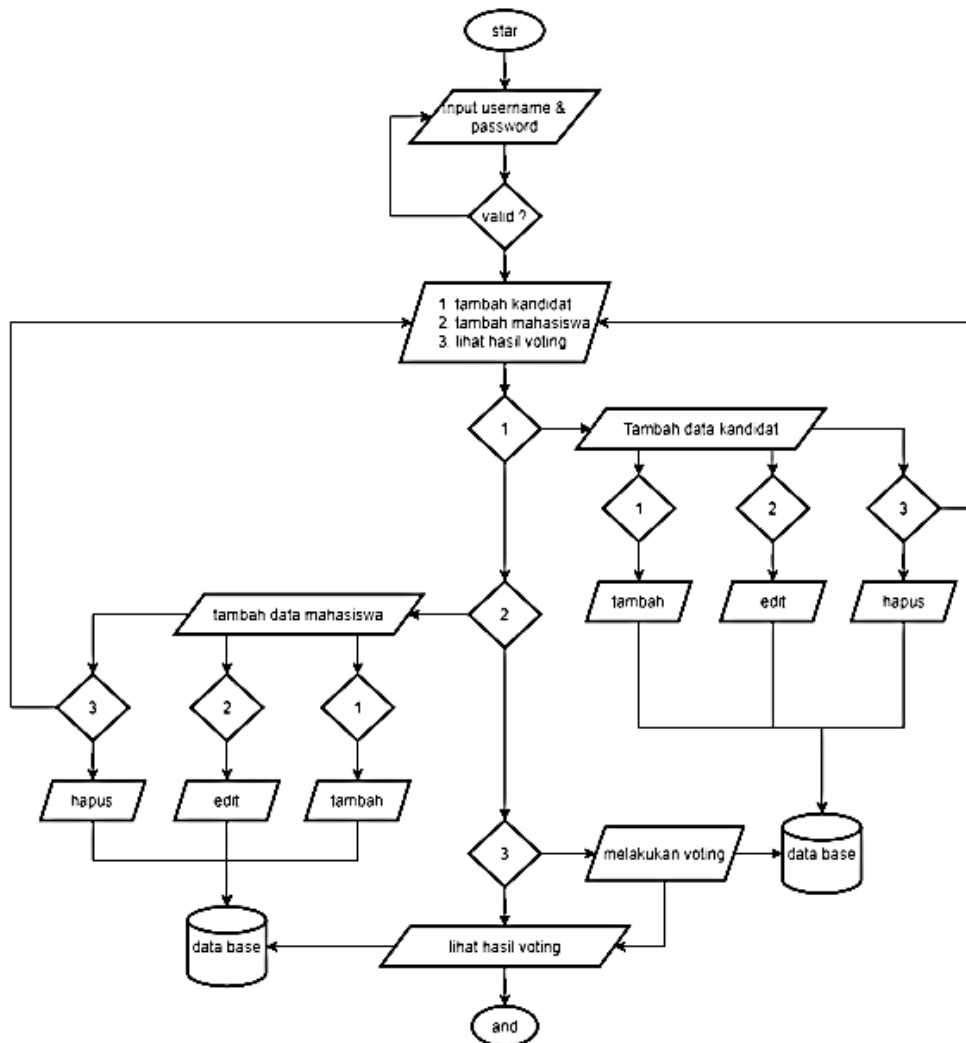 star
Input username &
password
valid ?
1. tambah kandidat
2. tambah mahasiswa
3. lihat hasil voting
1
Tambah data kandidat
1
2
3
tambah
edit
hapus
2
tambah data mahasiswa
3
2
1
hapus
edit
tambah
3
melakukan voting
data base
data base
lihat hasil voting
and